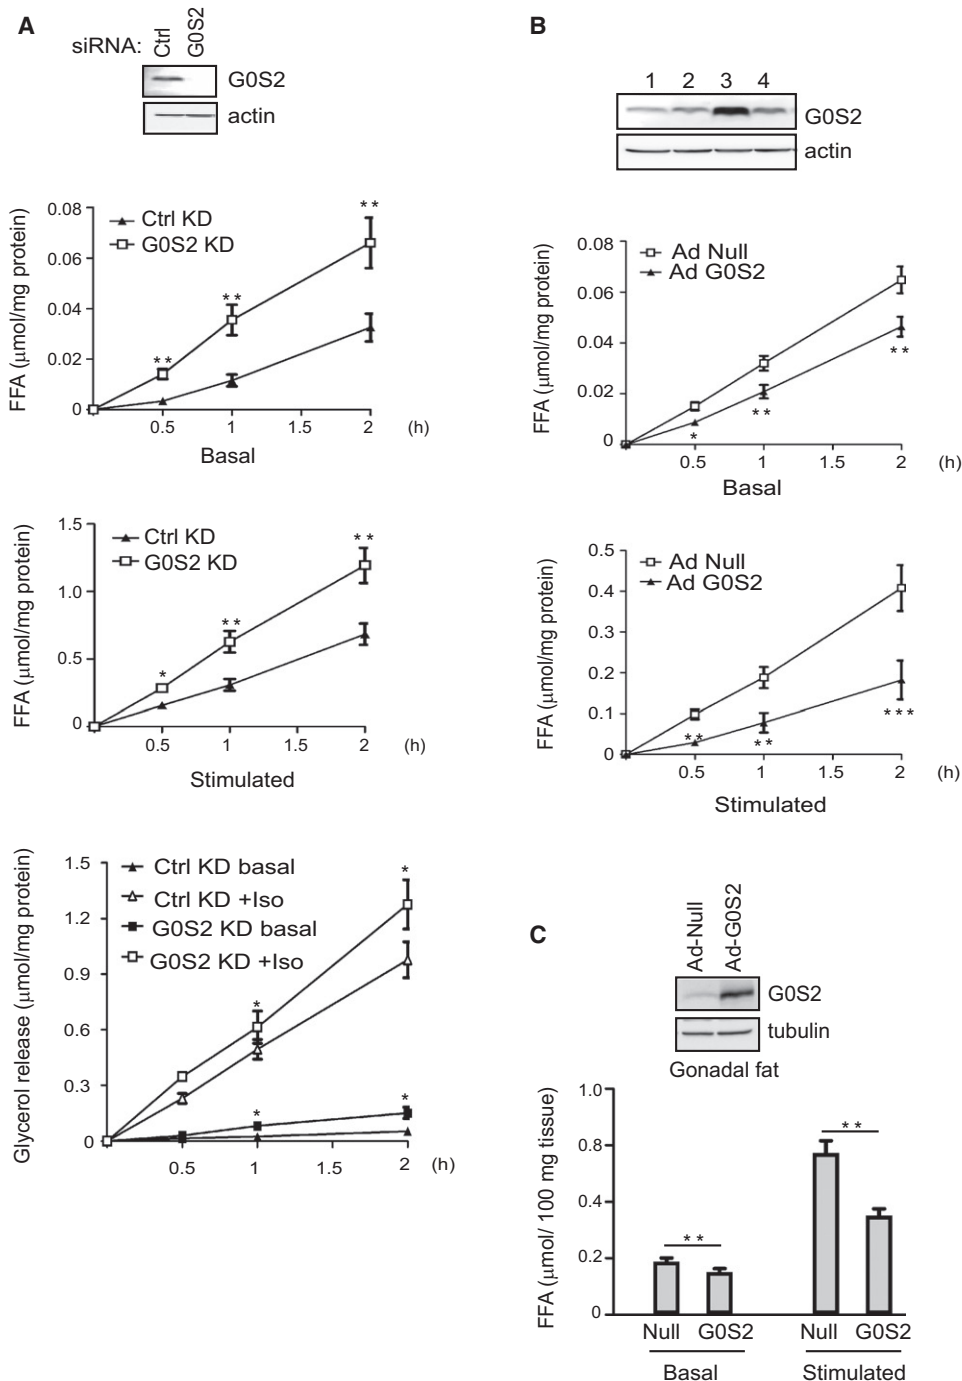 A
siRNA: Ctrl G0S2
G0S2
actin
FFA (μmol/mg protein)
0.08
0.06
0.04
0.02
0
Ctrl KD
G0S2 KD
**
**
**
0.5 1 1.5 2 (h)
Basal
FFA (μmol/mg protein)
1.5
1.0
0.5
0
Ctrl KD
G0S2 KD
*
**
**
0.5 1 1.5 2 (h)
Stimulated
Glycerol release (μmol/mg protein)
1.5
1.2
0.9
0.6
0.3
0
Ctrl KD basal
Ctrl KD +Iso
G0S2 KD basal
G0S2 KD +Iso
*
*
*
*
0.5 1 1.5 2 (h)
B
1 2 3 4
G0S2
actin
FFA (μmol/mg protein)
0.08
0.06
0.04
0.02
0
Ad Null
Ad G0S2
*
**
**
0.5 1 1.5 2 (h)
Basal
FFA (μmol/mg protein)
0.5
0.4
0.3
0.2
0.1
0
Ad Null
Ad G0S2
**
**
***
0.5 1 1.5 2 (h)
Stimulated
C
Ad-Null Ad-G0S2
G0S2
tubulin
Gonadal fat
FFA (μmol/ 100 mg tissue)
1.0
0.8
0.4
0.2
0
**
**
Null G0S2 Null G0S2
Basal Stimulated